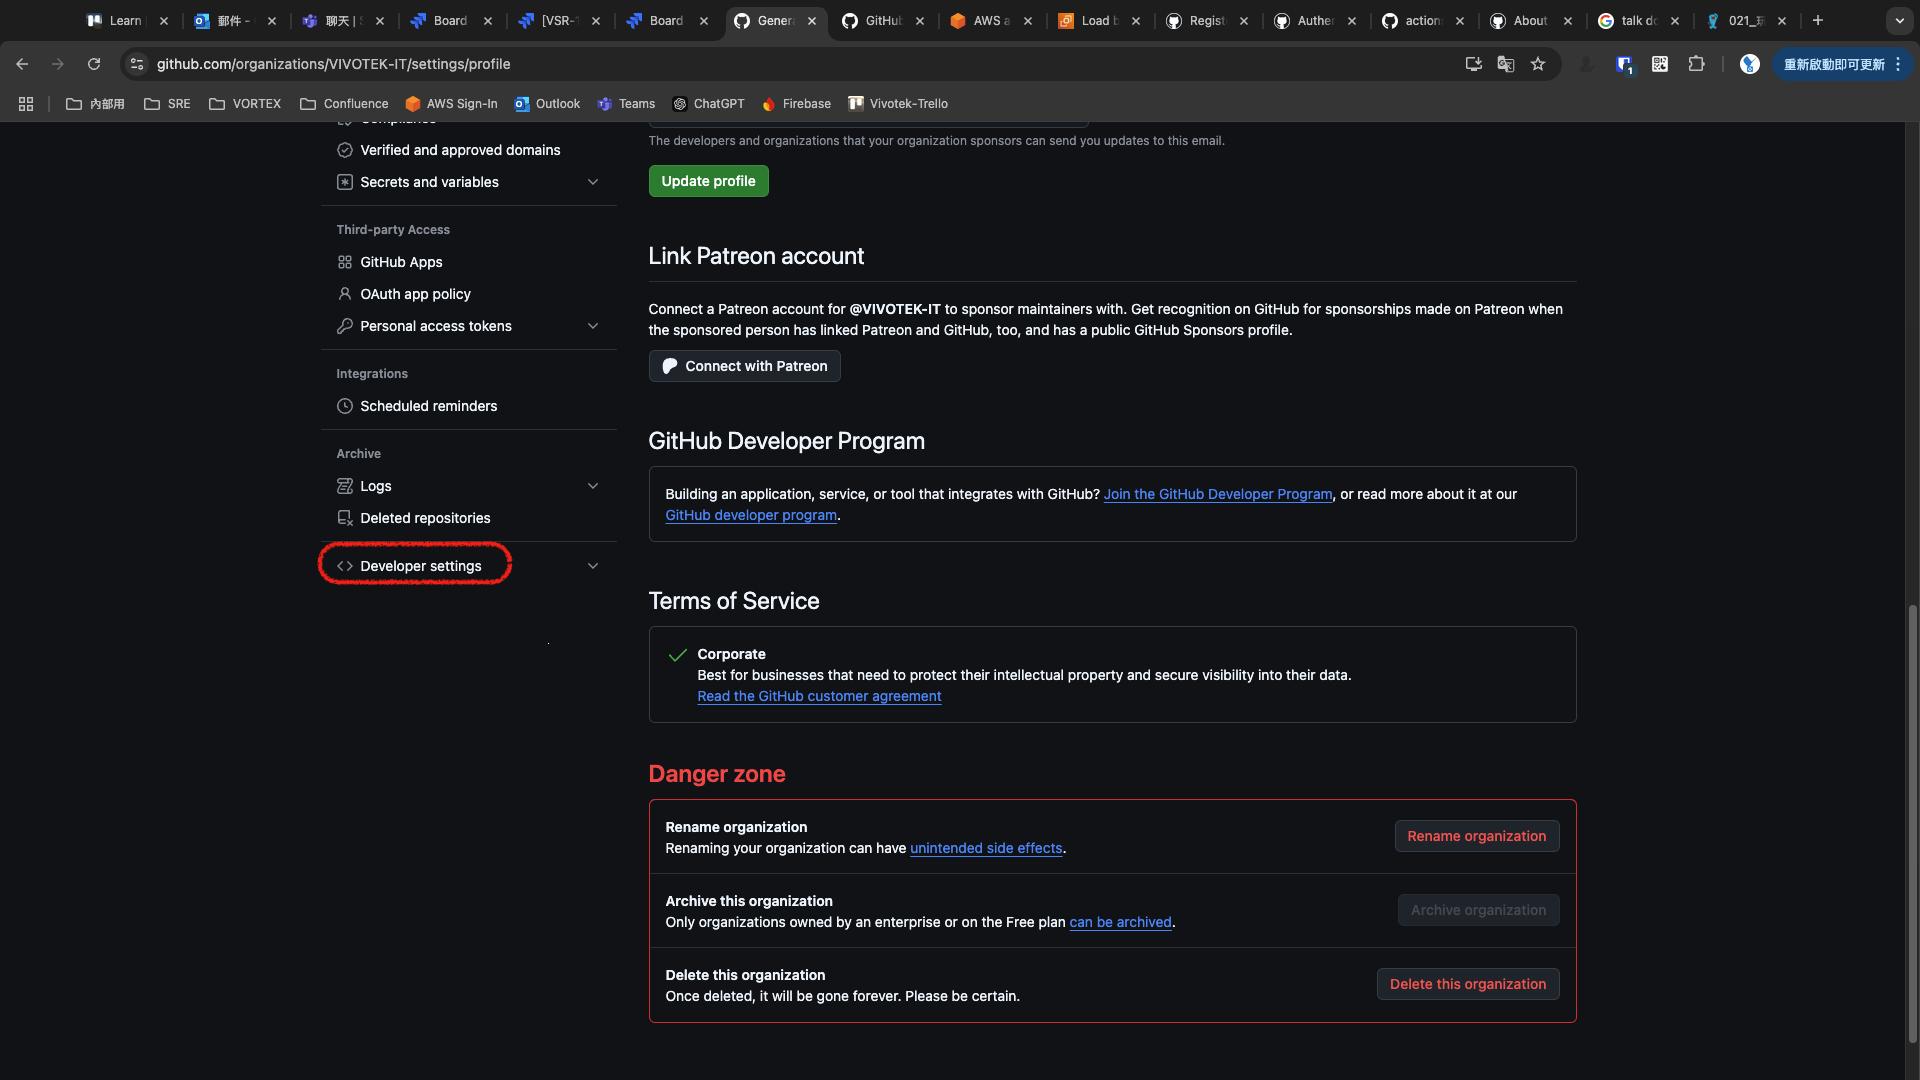 Learn
郵件 -
聊天 | S
Board
[VSR-
Board
Gener
GitHub
AWS a
Load b
Regist
Auther
action
About
talk do
021_
github.com/organizations/VIVOTEK-IT/settings/profile
1
重新啟動即可更新
內部用
SRE
VORTEX
Confluence
AWS Sign-In
Outlook
Teams
ChatGPT
Firebase
Vivotek-Trello
Compliance
Verified and approved domains
Secrets and variables
Third-party Access
GitHub Apps
OAuth app policy
Personal access tokens
Integrations
Scheduled reminders
Archive
Logs
Deleted repositories
Developer settings
The developers and organizations that your organization sponsors can send you updates to this email.
Update profile
Link Patreon account
Connect a Patreon account for @VIVOTEK-IT to sponsor maintainers with. Get recognition on GitHub for sponsorships made on Patreon when
the sponsored person has linked Patreon and GitHub, too, and has a public GitHub Sponsors profile.
Connect with Patreon
GitHub Developer Program
Building an application, service, or tool that integrates with GitHub? Join the GitHub Developer Program, or read more about it at our
GitHub developer program.
Terms of Service
Corporate
Best for businesses that need to protect their intellectual property and secure visibility into their data.
Read the GitHub customer agreement
Danger zone
Rename organization
Renaming your organization can have unintended side effects.
Rename organization
Archive this organization
Only organizations owned by an enterprise or on the Free plan can be archived.
Archive organization
Delete this organization
Once deleted, it will be gone forever. Please be certain.
Delete this organization